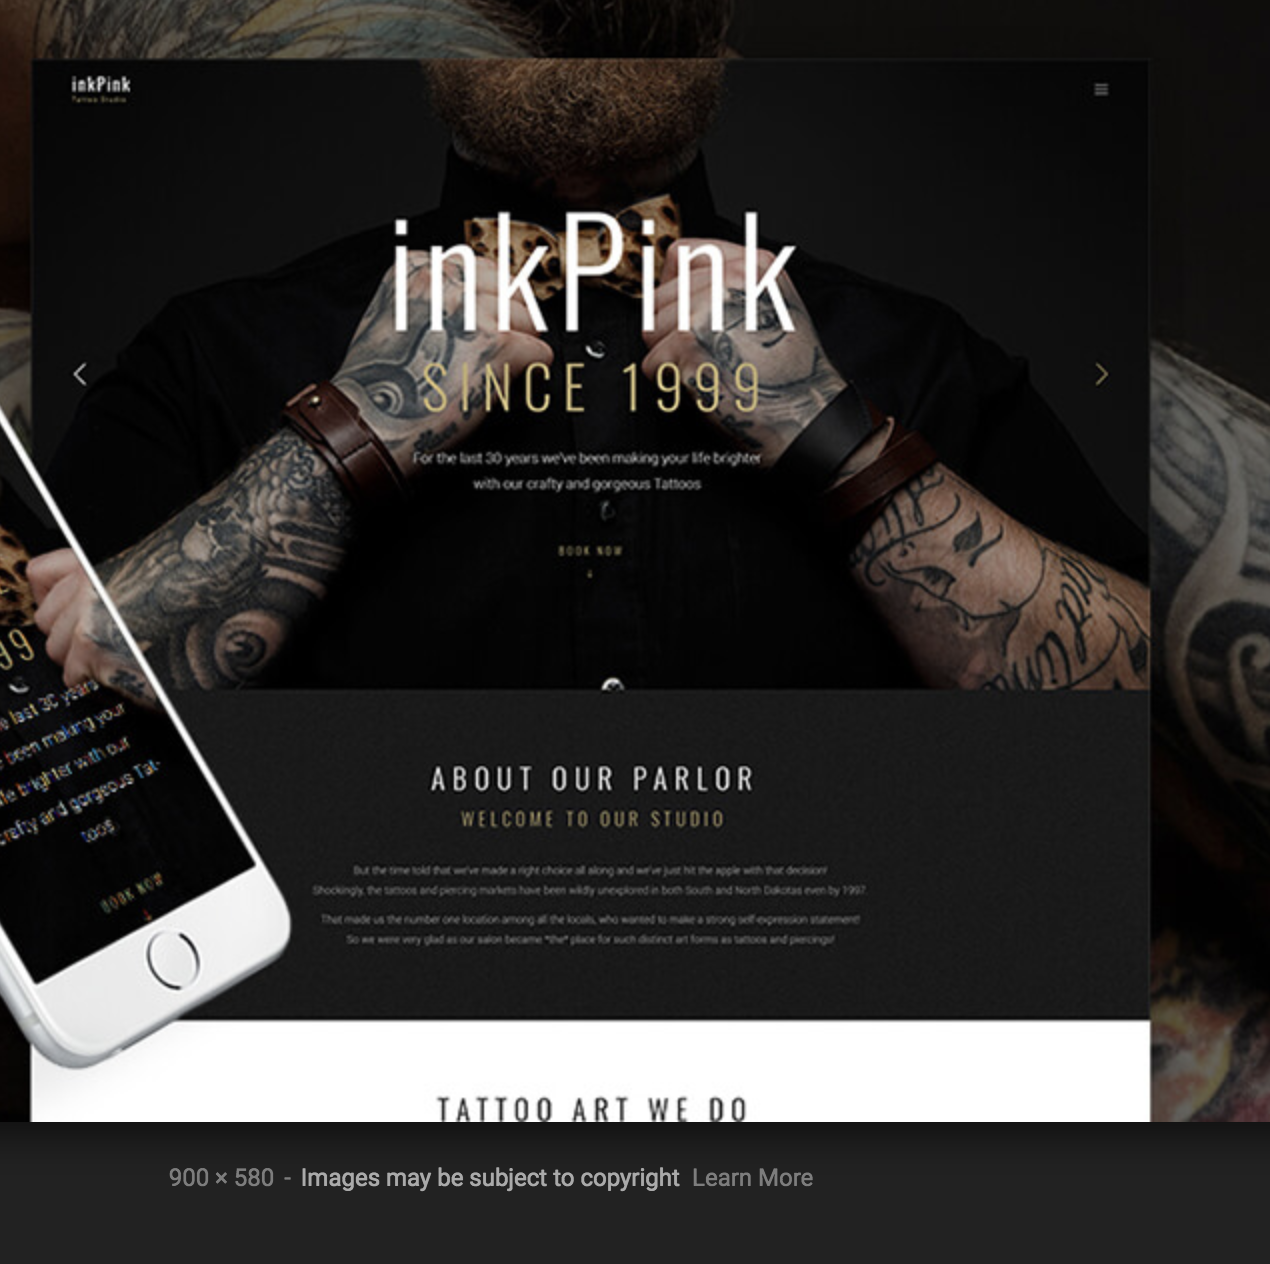 inkPink
Tattoo Studio
inkPink
SINCE 1999
For the last 30 years we've been making your life brighter
with our crafty and gorgeous Tattoos
BOOK NOW
99
last 30 years
been making your
brighter with our
crafty and gorgeous Tat-
toos
BOOK NOW
ABOUT OUR PARLOR
WELCOME TO OUR STUDIO
But the time told that we've made a right choice all along and we've just hit the apple with that decision!
Shockingly, the tattoos and piercing markets have been wildly unexplored in both South and North Dakotas even by 1997.
That made us the number one location among all the locals, who wanted to make a strong self-expression statement!
So we were very glad as our salon became *the* place for such distinct art forms as tattoos and piercings!
TATTOO ART WE DO
900 × 580 - Images may be subject to copyright Learn More